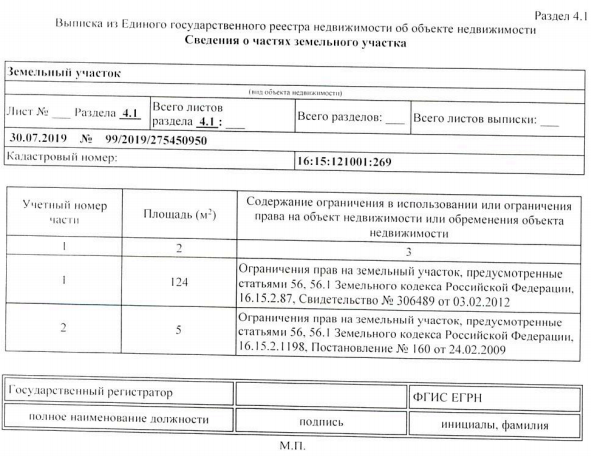 Раздел 4.1
Выписка из Единого государственного реестра недвижимости об объекте недвижимости
Сведения о частях земельного участка
Земельный участок
(вид объекта недвижимости)
Лист № ___ Раздела 4.1
Всего листов
раздела 4.1 : ___
Всего разделов: ___
Всего листов выписки: ___
30.07.2019 № 99/2019/275450950
Кадастровый номер:
16:15:121001:269
Учетный номер
части
Площадь (м²)
Содержание ограничения в использовании или ограничения
права на объект недвижимости или обременения объекта
недвижимости
1
2
3
1
124
Ограничения прав на земельный участок, предусмотренные
статьями 56, 56.1 Земельного кодекса Российской Федерации,
16.15.2.87, Свидетельство № 306489 от 03.02.2012
2
5
Ограничения прав на земельный участок, предусмотренные
статьями 56, 56.1 Земельного кодекса Российской Федерации,
16.15.2.1198, Постановление № 160 от 24.02.2009
Государственный регистратор
ФГИС ЕГРН
полное наименование должности
подпись
инициалы, фамилия
М.П.